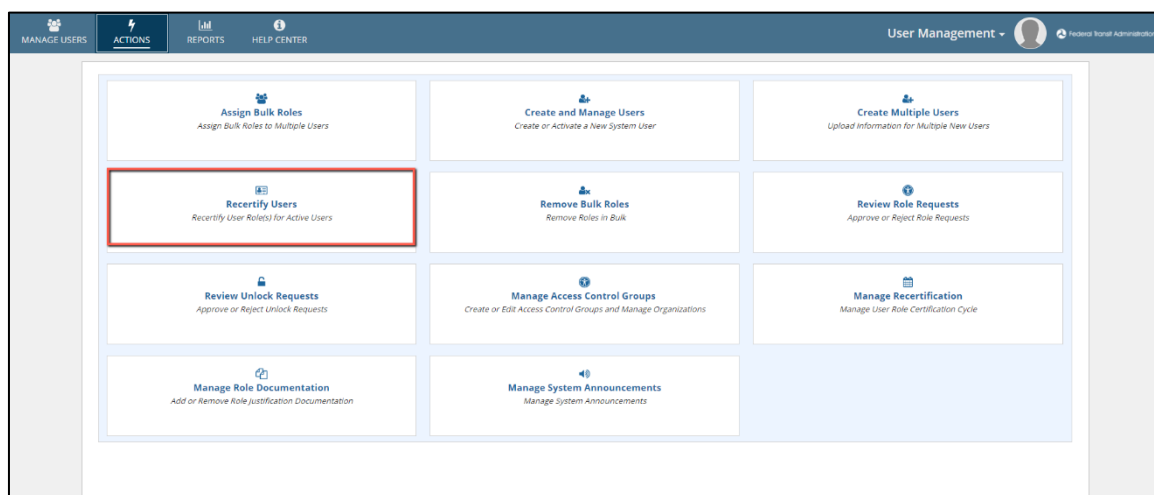 MANAGE USERS
ACTIONS
REPORTS
HELP CENTER
User Management
Federal Transit Administration
Assign Bulk Roles
Assign Bulk Roles to Multiple Users
Create and Manage Users
Create or Activate a New System User
Create Multiple Users
Upload Information for Multiple New Users
Recertify Users
Recertify User Role(s) for Active Users
Remove Bulk Roles
Remove Roles in Bulk
Review Role Requests
Approve or Reject Role Requests
Review Unlock Requests
Approve or Reject Unlock Requests
Manage Access Control Groups
Create or Edit Access Control Groups and Manage Organizations
Manage Recertification
Manage User Role Certification Cycle
Manage Role Documentation
Add or Remove Role Justification Documentation
Manage System Announcements
Manage System Announcements